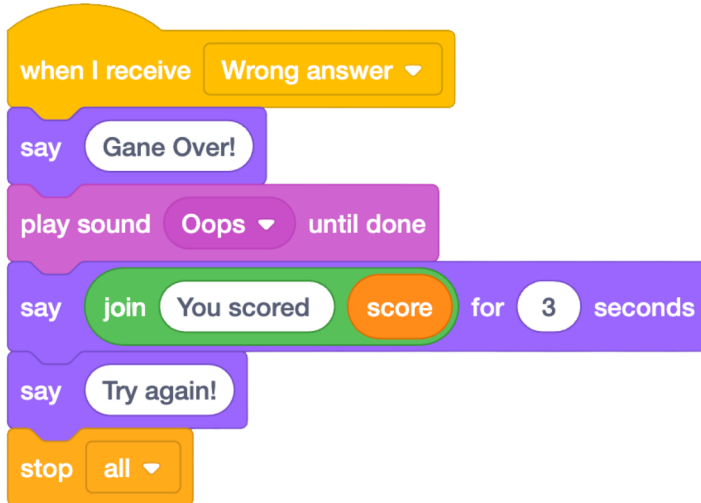 when I receive Wrong answer
say Gane Over!
play sound Oops until done
say join You scored score for 3 seconds
say Try again!
stop all